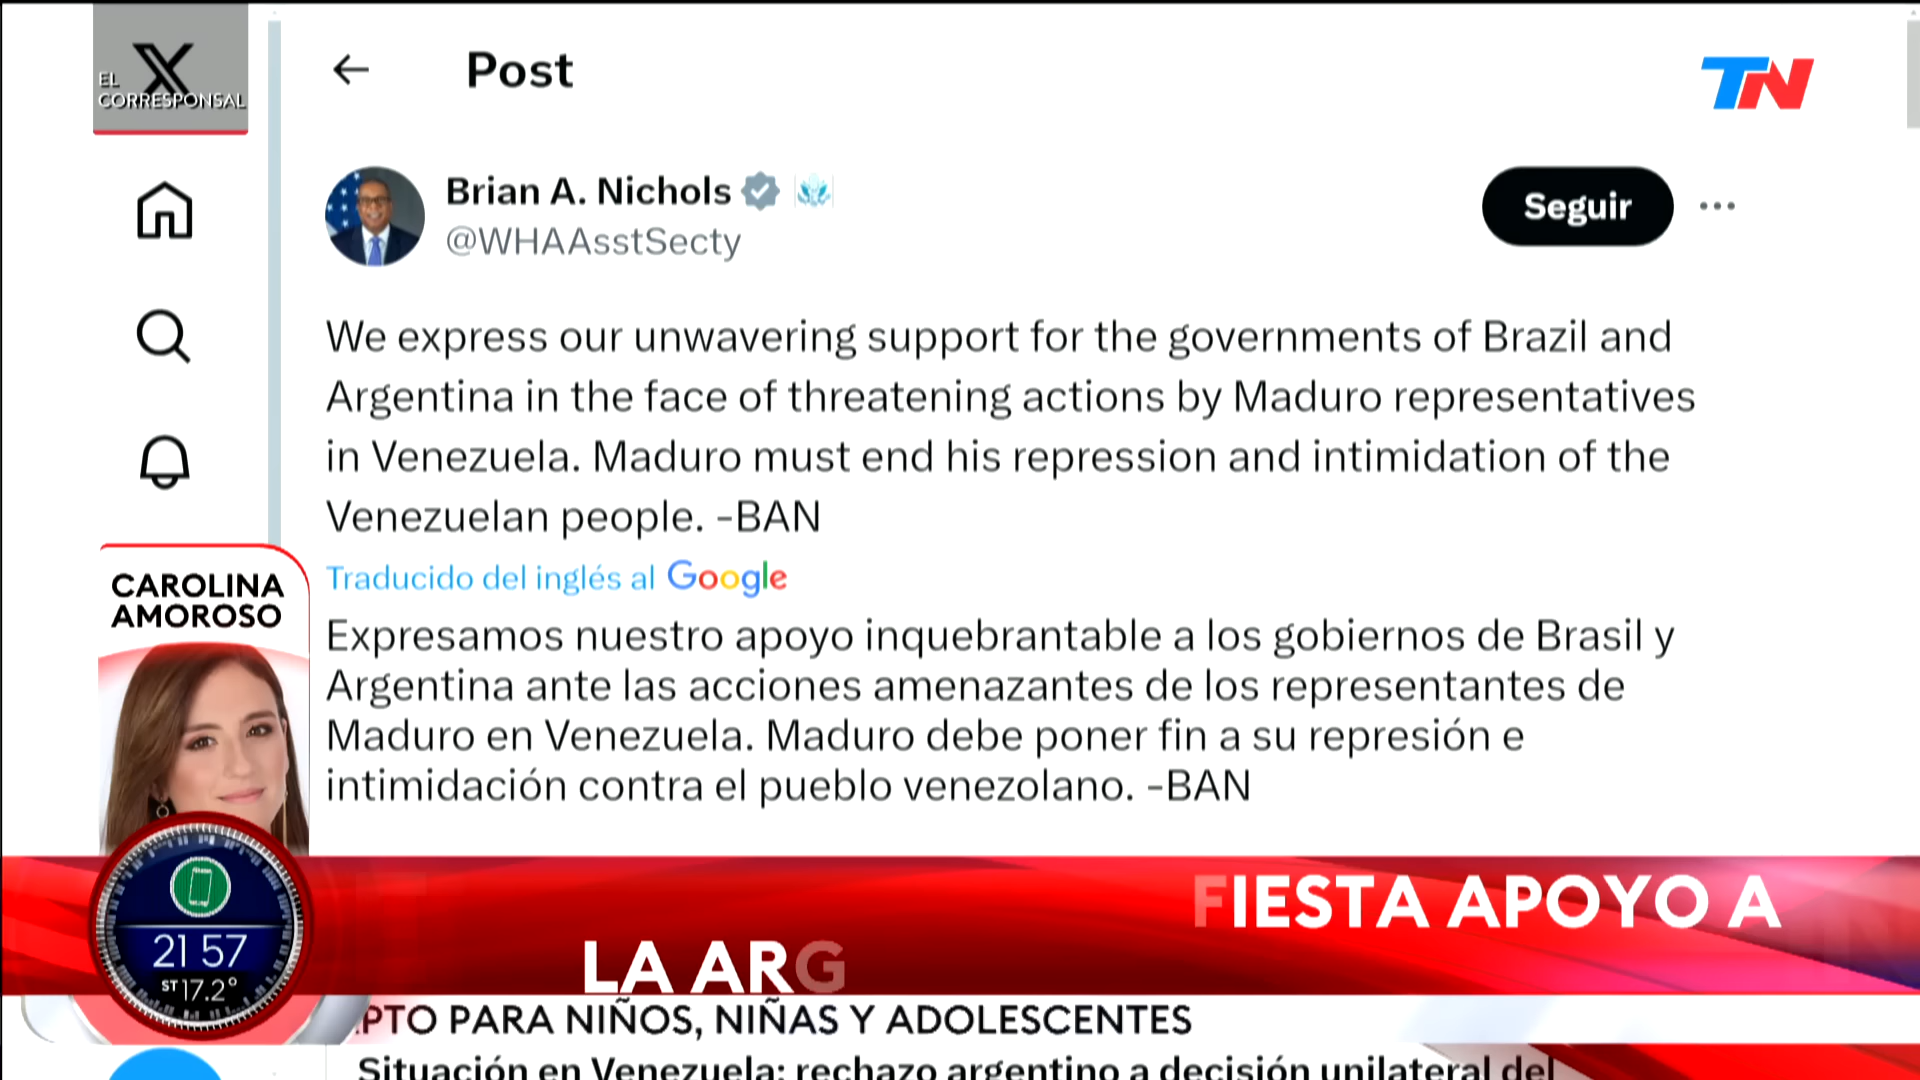 X
EL
CORRESPONSAL
Post
TN
Brian A. Nichols
@WHAAsstSecty
Seguir
We express our unwavering support for the governments of Brazil and
Argentina in the face of threatening actions by Maduro representatives
in Venezuela. Maduro must end his repression and intimidation of the
Venezuelan people. -BAN
Traducido del inglés al Google
Expresamos nuestro apoyo inquebrantable a los gobiernos de Brasil y
Argentina ante las acciones amenazantes de los representantes de
Maduro en Venezuela. Maduro debe poner fin a su represión e
intimidación contra el pueblo venezolano. -BAN
CAROLINA
AMOROSO
FIESTA APOYO A
LA ARG
21 57
ST 17.2°
PTO PARA NIÑOS, NIÑAS Y ADOLESCENTES
Situación en Venezuela: rechazo argentino a decisión unilateral del